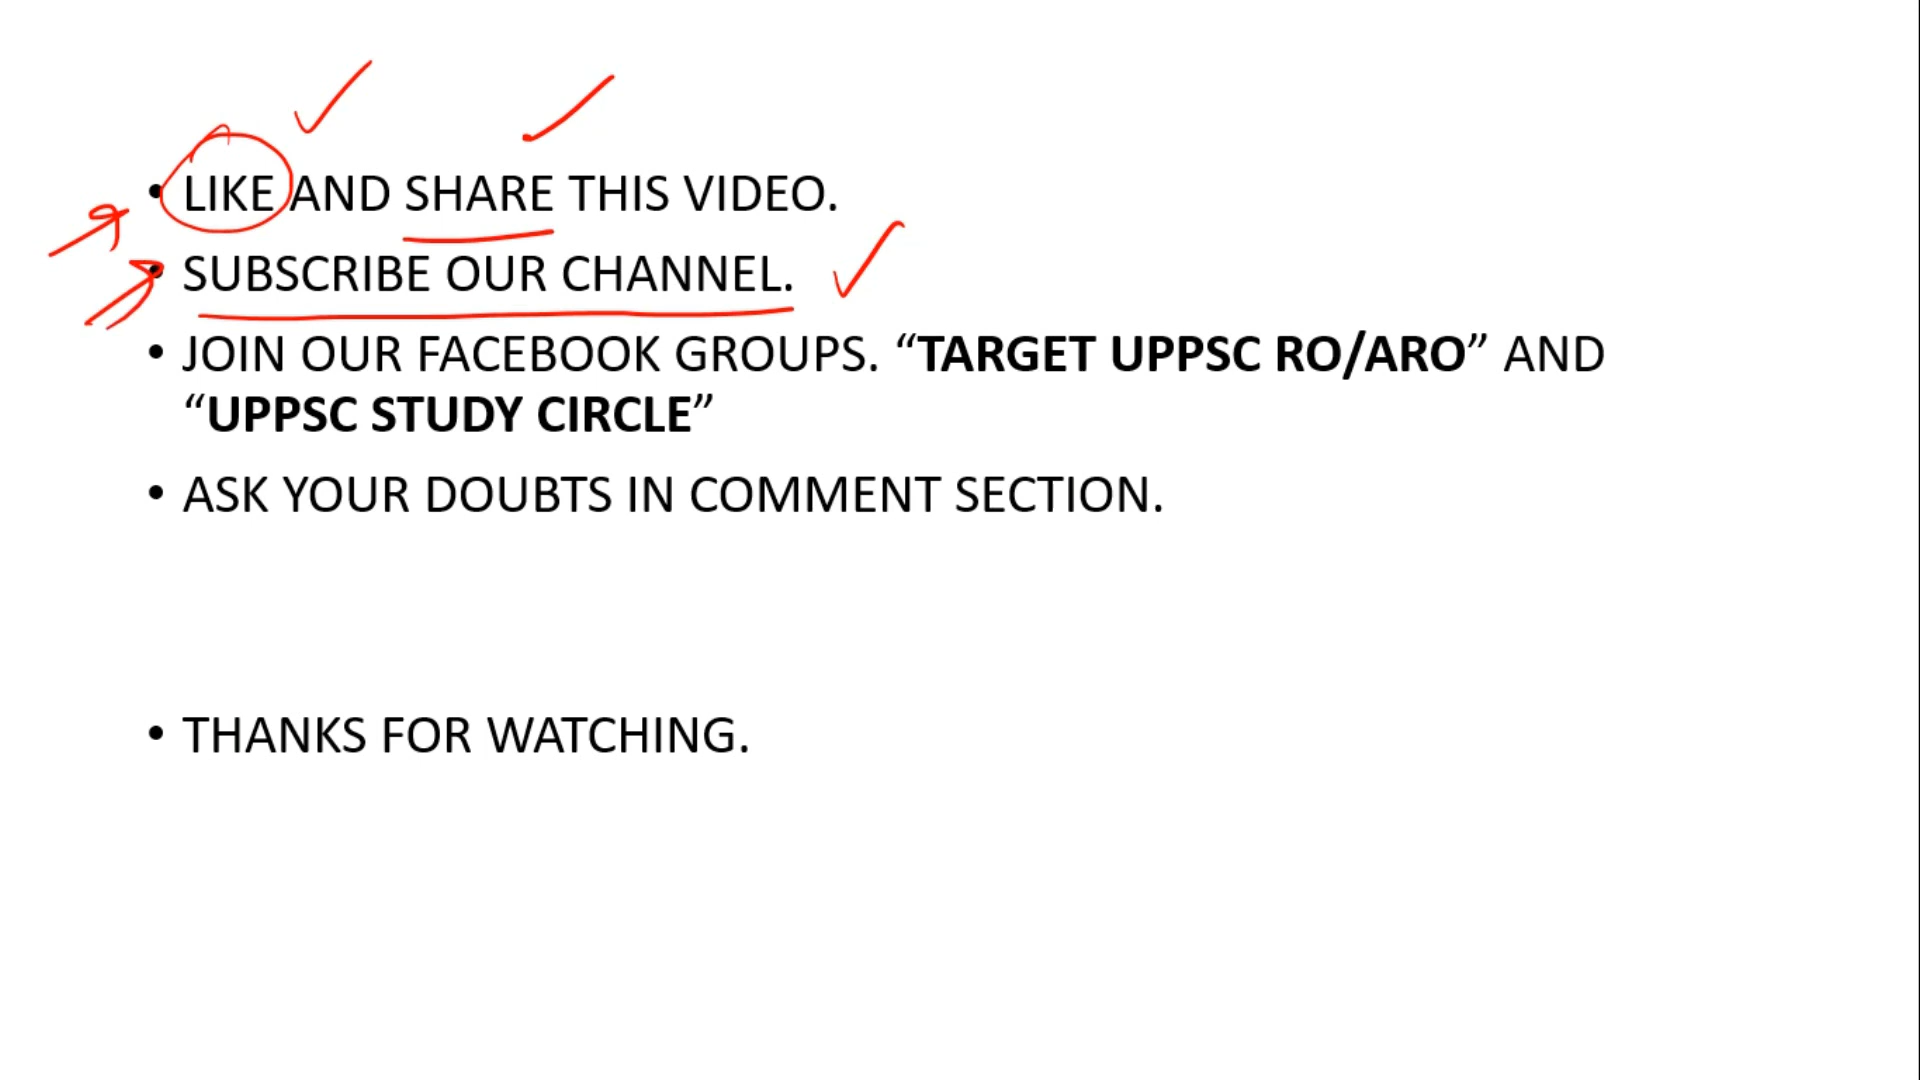 • LIKE AND SHARE THIS VIDEO.
• SUBSCRIBE OUR CHANNEL.
• JOIN OUR FACEBOOK GROUPS. “TARGET UPPSC RO/ARO” AND
“UPPSC STUDY CIRCLE”
• ASK YOUR DOUBTS IN COMMENT SECTION.
• THANKS FOR WATCHING.